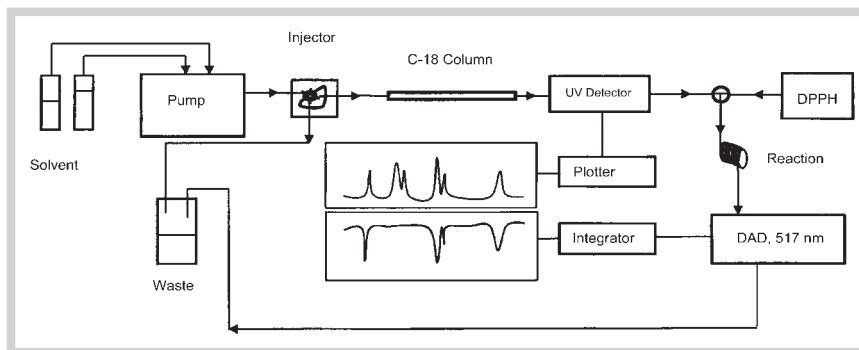 Injector
C-18 Column
Pump
UV Detector
DPPH
Solvent
Plotter
Reaction
Integrator
DAD, 517 nm
Waste